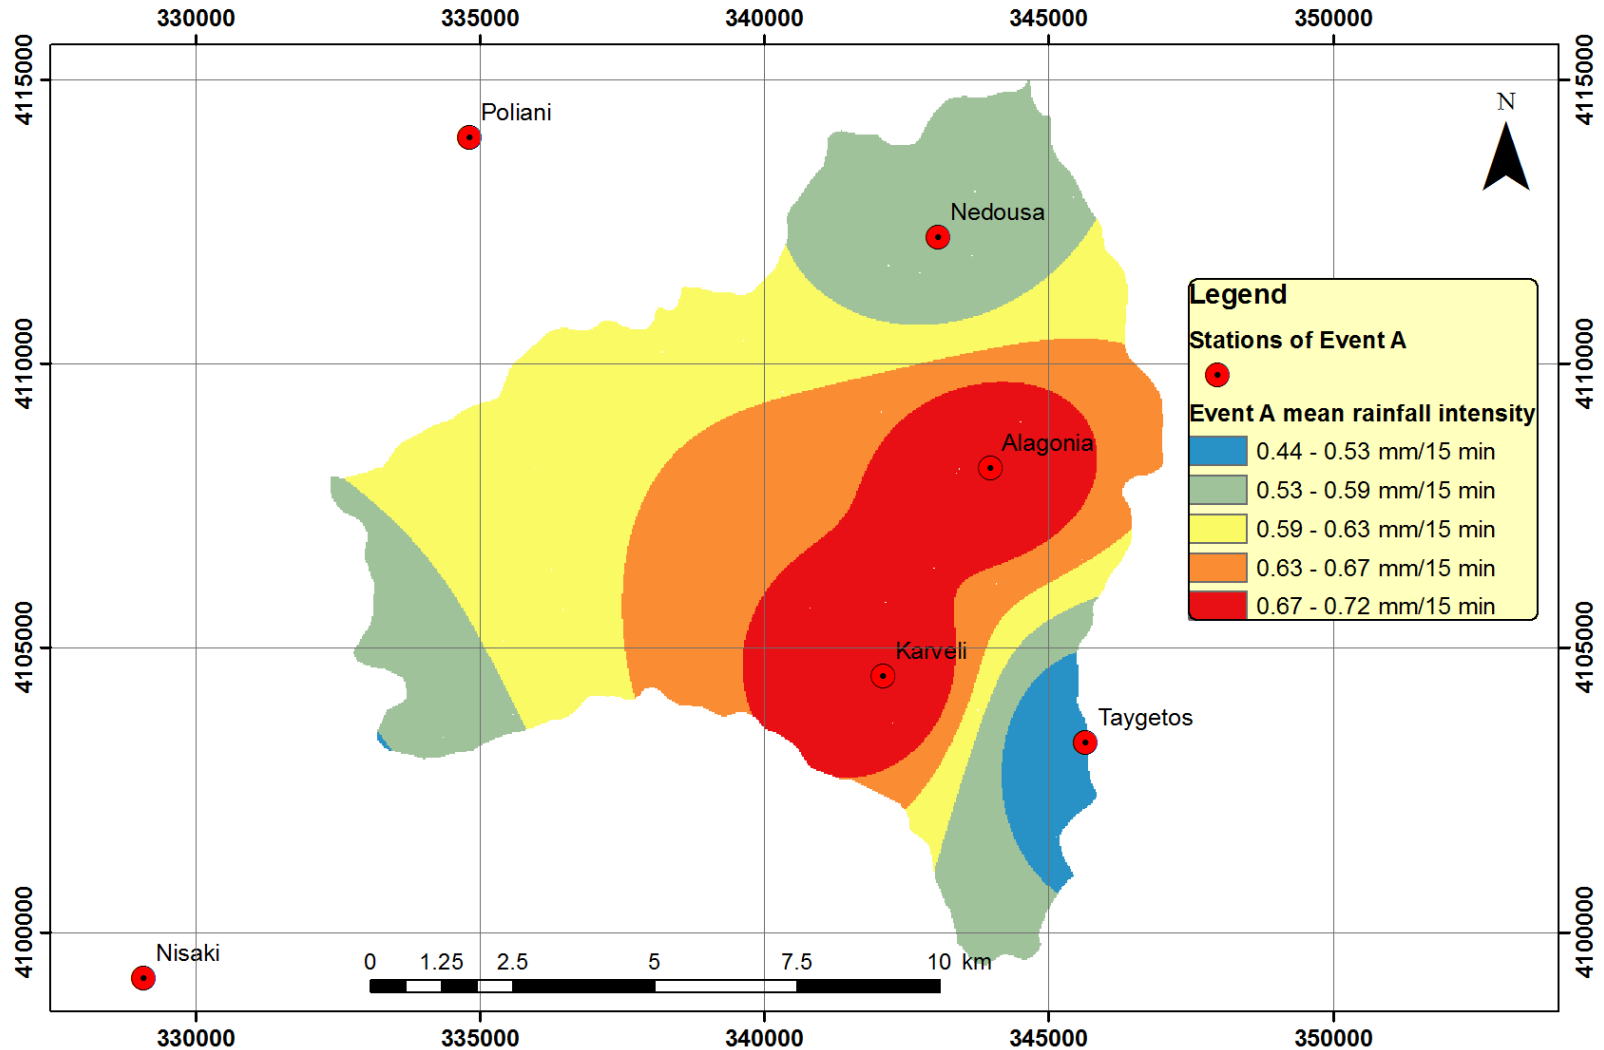 330000 335000 340000 345000 350000
4115000 4115000
Poliani
N
Nedousa
Legend
Stations of Event A
4110000 4110000
Event A mean rainfall intensity
Alagonia
0.44 - 0.53 mm/15 min
0.53 - 0.59 mm/15 min
0.59 - 0.63 mm/15 min
0.63 - 0.67 mm/15 min
0.67 - 0.72 mm/15 min
4105000 4105000
Karveli
Taygetos
4100000 4100000
Nisaki
0 1.25 2.5 5 7.5 10 km
330000 335000 340000 345000 350000